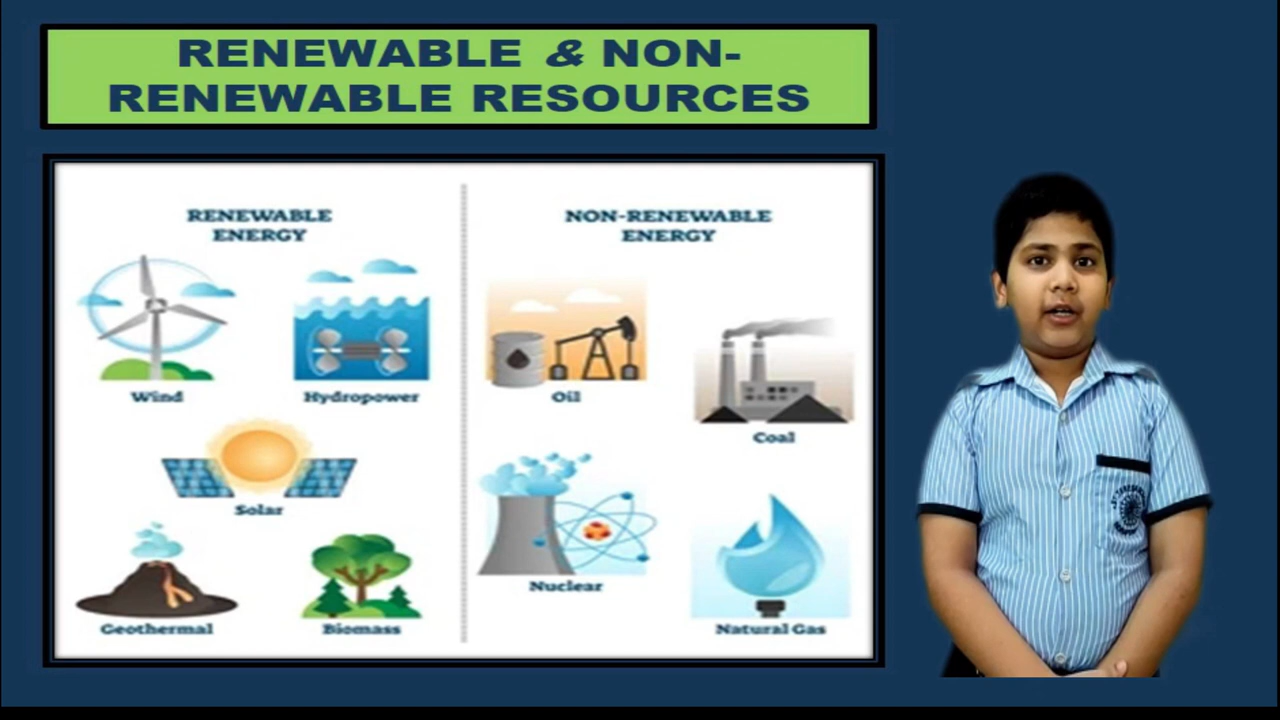 RENEWABLE & NON-
RENEWABLE RESOURCES
RENEWABLE
ENERGY
Wind
Hydropower
Solar
Geothermal
Biomass
NON-RENEWABLE
ENERGY
Oil
Coal
Nuclear
Natural Gas